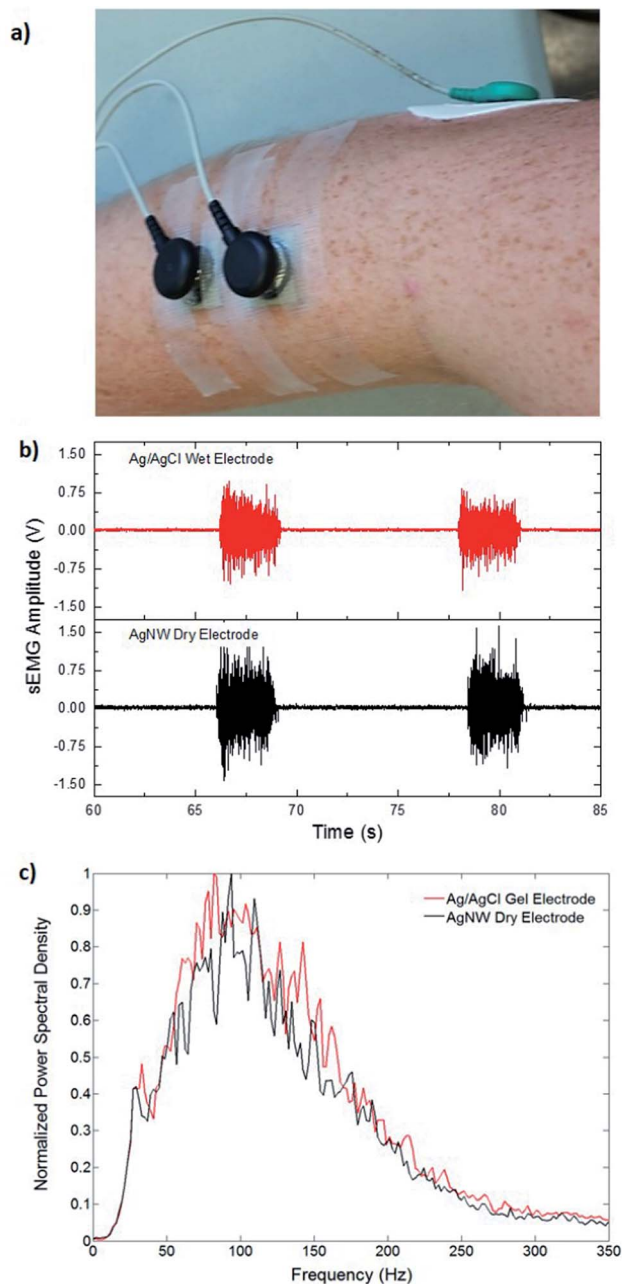 a)
b)
1.50
Ag/AgCl Wet Electrode
0.75
0.00
-0.75
-1.50
sEMG Amplitude (V)
1.50
AgNW Dry Electrode
0.75
0.00
-0.75
-1.50
60 65 70 75 80 85
Time (s)
c)
1
0.9
0.8
0.7
0.6
0.5
0.4
0.3
0.2
0.1
0
Normalized Power Spectral Density
Ag/AgCl Gel Electrode
AgNW Dry Electrode
0 50 100 150 200 250 300 350
Frequency (Hz)